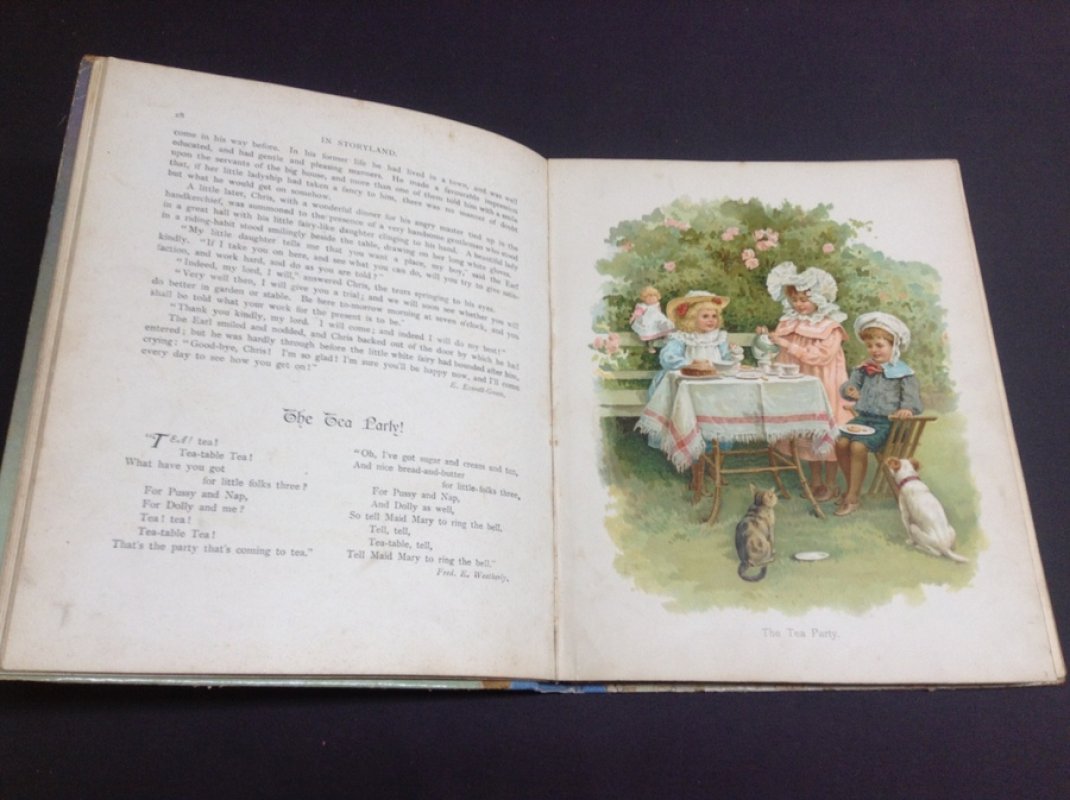 28
IN STORYLAND.
come in his way before. In his former life he had lived in a town, and was well
educated, and had gentle and pleasing manners. He made a favourable impression
upon the servants of the big house, and more than one of them told him with a smile
that, if her little ladyship had taken a fancy to him, there was no manner of doubt
but what he would get on somehow.
A little later, Chris, with a wonderful dinner for his angry master tied up in the
handkerchief, was summoned to the presence of a very handsome gentleman who stood
in a great hall with his little fairy-like daughter clinging to his hand. A beautiful lady
in a riding-habit stood smilingly beside the table, drawing on her long white gloves.
"My little daughter tells me that you want a place, my boy," said the Earl
kindly. "If I take you on here, and see what you can do, will you try to give satis-
faction, and work hard, and do as you are told?"
"Indeed, my lord, I will," answered Chris, the tears springing to his eyes.
"Very well then, I will give you a trial; and we will soon see whether you will
do better in garden or stable. Be here to-morrow morning at seven o'clock, and you
shall be told what your work for the present is to be."
"Thank you kindly, my lord. I will come; and indeed I will do my best!"
The Earl smiled and nodded, and Chris backed out of the door by which he had
entered; but he was hardly through before the little white fairy had bounded after him,
crying: "Good-bye, Chris! I'm so glad! I'm sure you'll be happy now, and I'll come
every day to see how you get on!"
E. Everett-Green.
The Tea Party!
"TEA! tea!
Tea-table Tea!
What have you got
for little folks three?
For Pussy and Nap,
For Dolly and me?
Tea! tea!
Tea-table Tea!
That's the party that's coming to tea."
"Oh, I've got sugar and cream and tea,
And nice bread-and-butter
for little-folks three,
For Pussy and Nap,
And Dolly as well,
So tell Maid Mary to ring the bell.
Tell, tell,
Tea-table, tell,
Tell Maid Mary to ring the bell."
Fred. E. Weatherly.
The Tea Party.